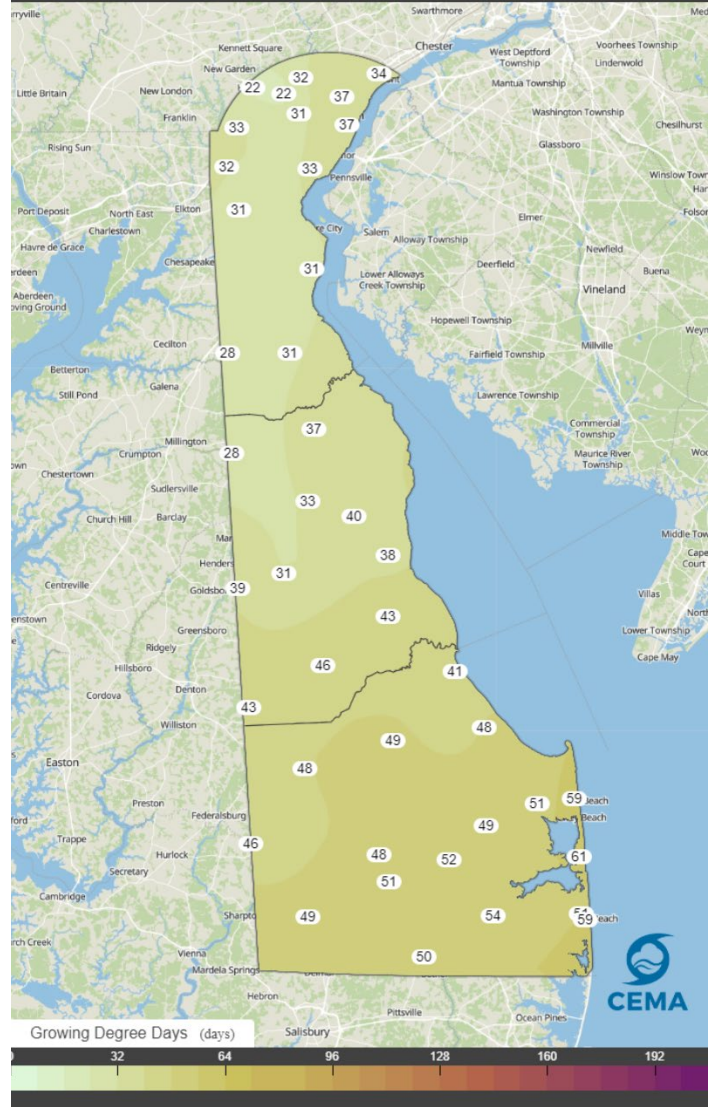 Swarthmore
Kennett Square
Chester
West Deptford
Township
Voorhees Township
Lindenwold
New Garden
32
34
Mantua Township
Little Britain
New London
22
22
37
Washington Township
Franklin
31
37
Chesilhurst
33
Glassboro
Rising Sun
32
33
Pennsville
Winslow Town
Port Deposit
North East
Elkton
31
Elmer
Charlestown
Salem
Havre de Grace
Alloway Township
Newfield
Chesapeake
31
Deerfield
Buena
Aberdeen
Lower Alloways
Creek Township
Vineland
Hopewell Township
Cecilton
28
31
Fairfield Township
Millville
Betterton
Galena
Still Pond
Lawrence Township
Commercial
Township
Millington
37
Crumpton
28
Maurice River
Township
Chestertown
Sudlersville
33
Church Hill
Barclay
40
38
Centreville
39
31
Goldsbo
Villas
Greensboro
43
Lower Township
Ridgely
Cape May
Hillsboro
46
41
Cordova
Denton
43
Williston
48
49
Easton
48
Preston
51
59
Beach
Federalsburg
49
Beach
Trappe
46
Hurlock
48
52
61
Secretary
51
Cambridge
49
54
59
Vienna
50
Mardela Springs
CEMA
Hebron
Pittsville
Ocean Pines
Growing Degree Days (days)
Salisbury
32
64
96
128
160
192